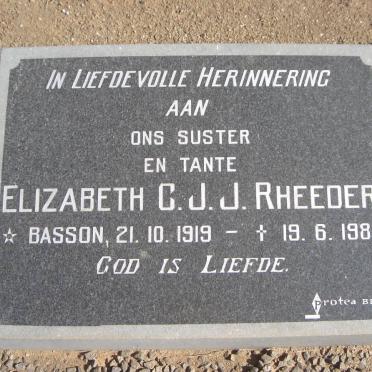 IN LIEFDEVOLLE HERINNERING
AAN
ONS SUSTER
EN TANTE
ELIZABETH C.J.J. RHEEDER
☆ BASSON, 21.10.1919 – † 19.6.198
GOD IS LIEFDE.
protea